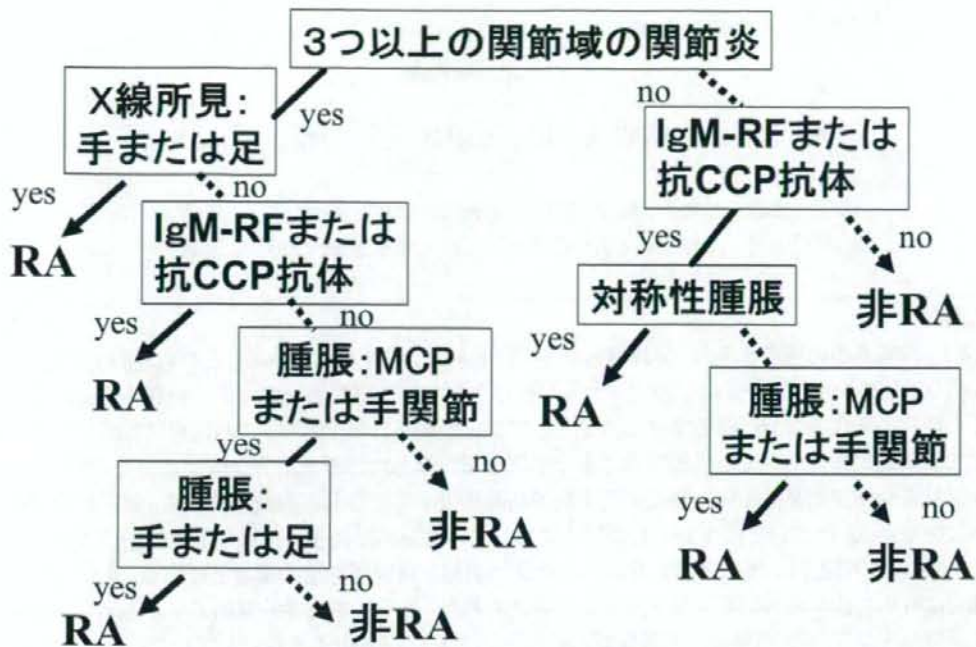 3つ以上の関節域の関節炎
yes
no
X線所見:
手または足
IgM-RFまたは
抗CCP抗体
yes
no
yes
no
RA
IgM-RFまたは
抗CCP抗体
対称性腫脹
非RA
yes
no
yes
RA
腫脹:MCP
または手関節
RA
腫脹:MCP
または手関節
yes
no
yes
no
腫脹:
手または足
非RA
RA
非RA
yes
no
RA
非RA